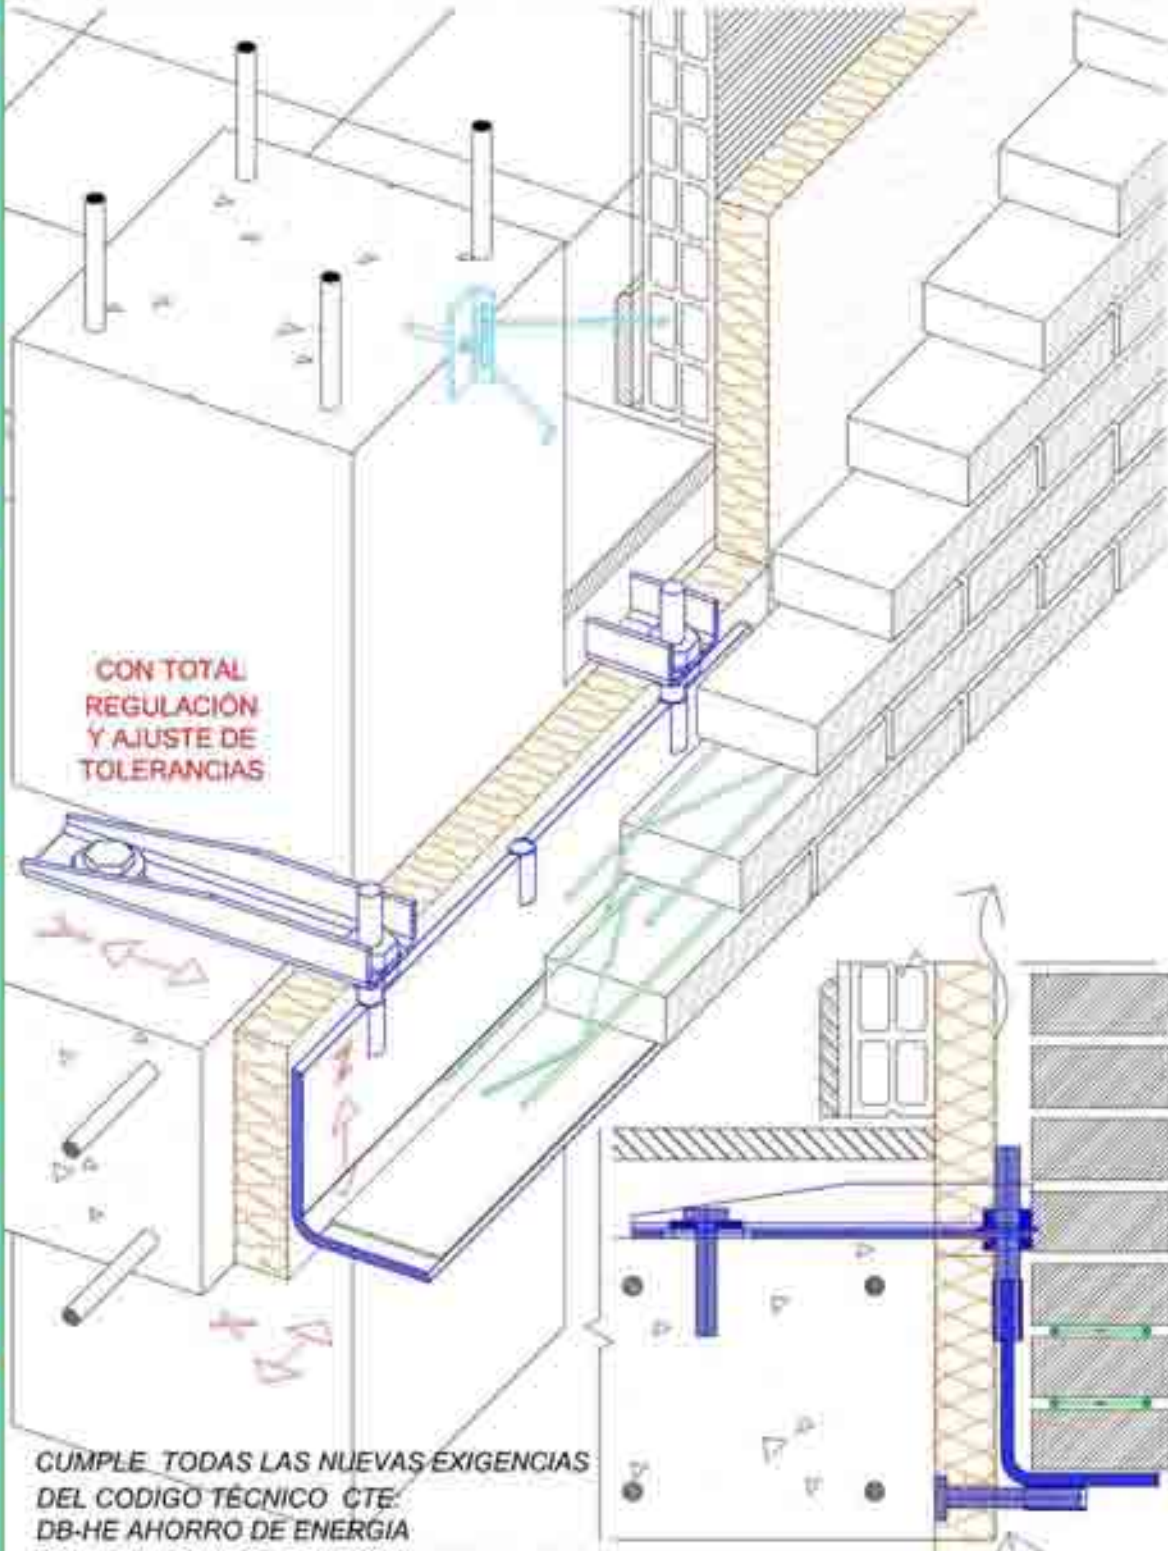 CON TOTAL
REGULACIÓN
Y AJUSTE DE
TOLERANCIAS
CUMPLE TODAS LAS NUEVAS EXIGENCIAS
DEL CODIGO TÉCNICO CTE:
DB-HE AHORRO DE ENERGIA